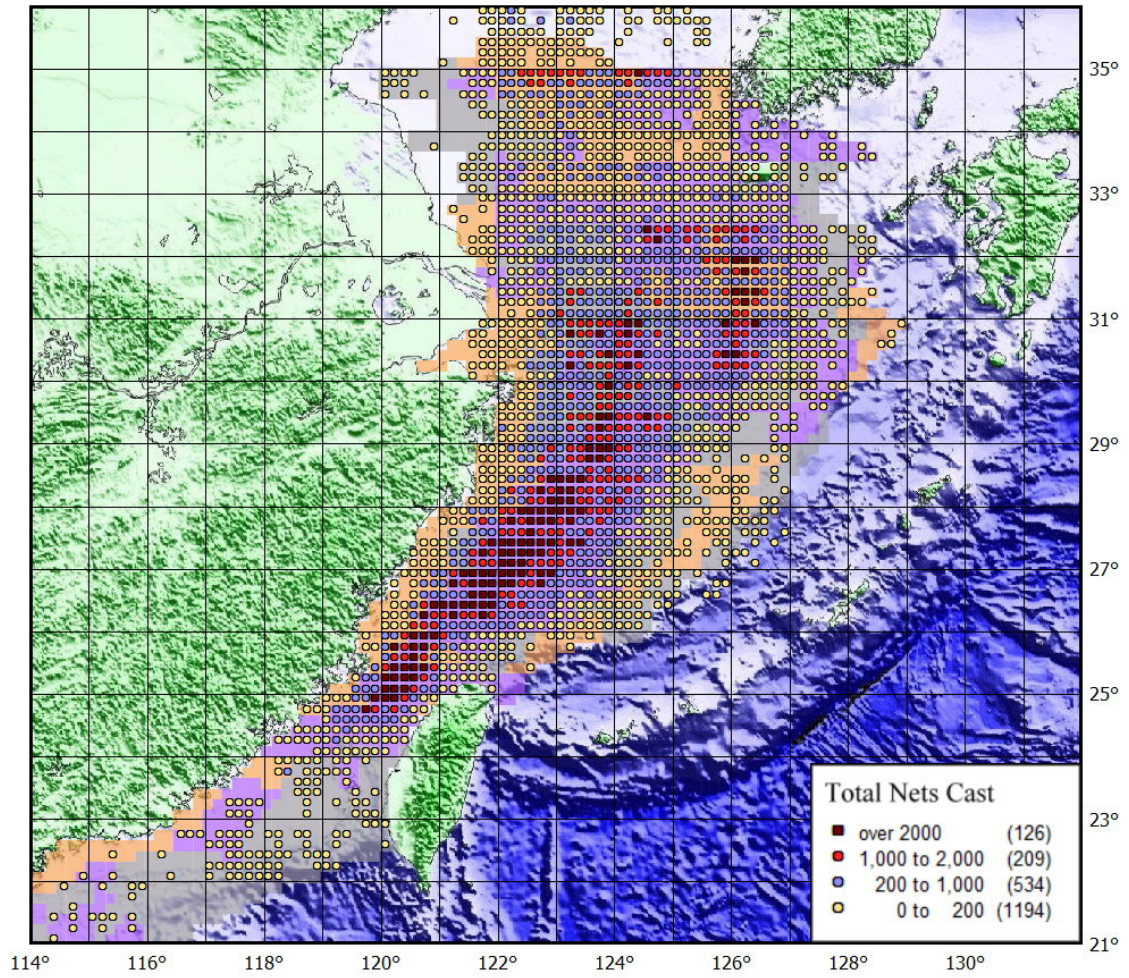 35°
33°
31°
29°
27°
25°
23°
21°
Total Nets Cast
over 2000 (126)
1,000 to 2,000 (209)
200 to 1,000 (534)
0 to 200 (1194)
114 116 118 120 122 124 126 128 130°